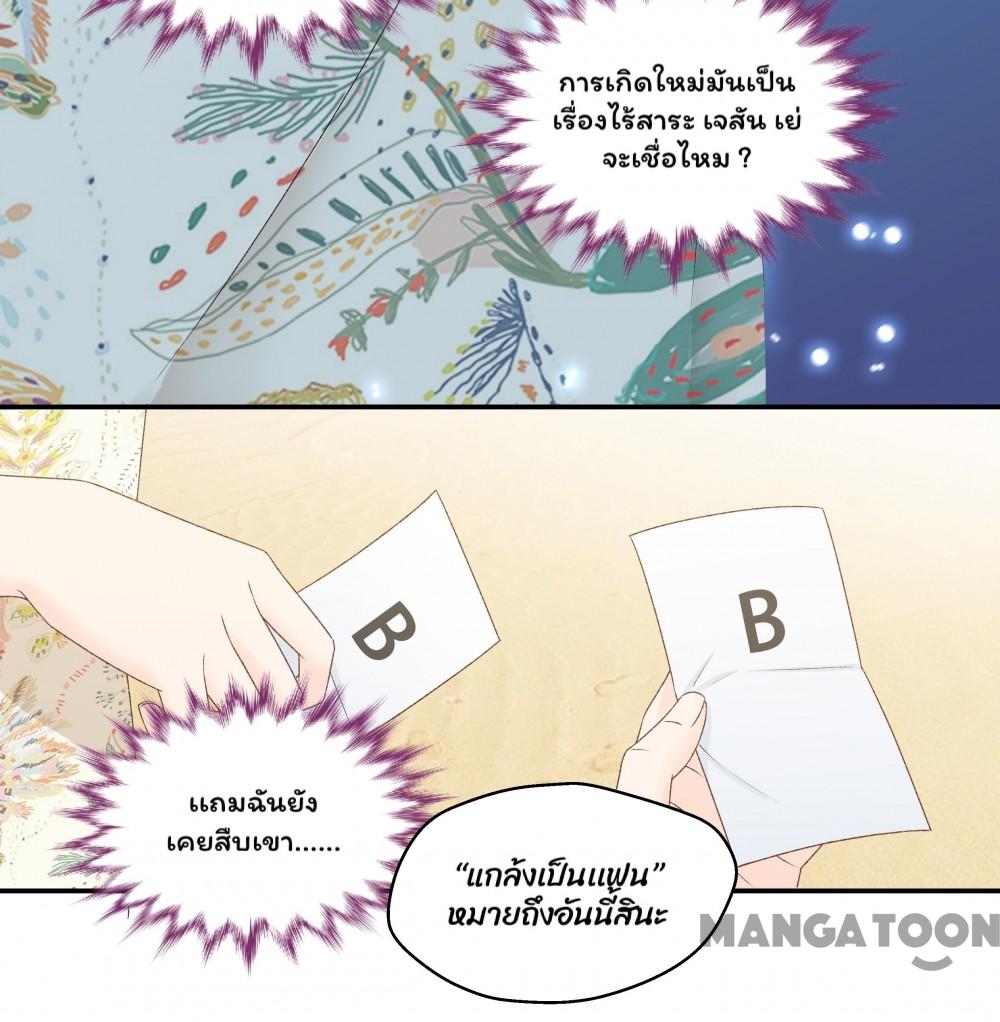 การเกิดใหม่มันเป็น
เรื่องไร้สาระ เจสัน เย่
จะเชื่อไหม ?
B
B
แถมฉันยัง
เคยสืบเขา......
“แกล้งเป็นแฟน”
หมายถึงอันนี้สินะ
MANGATOON